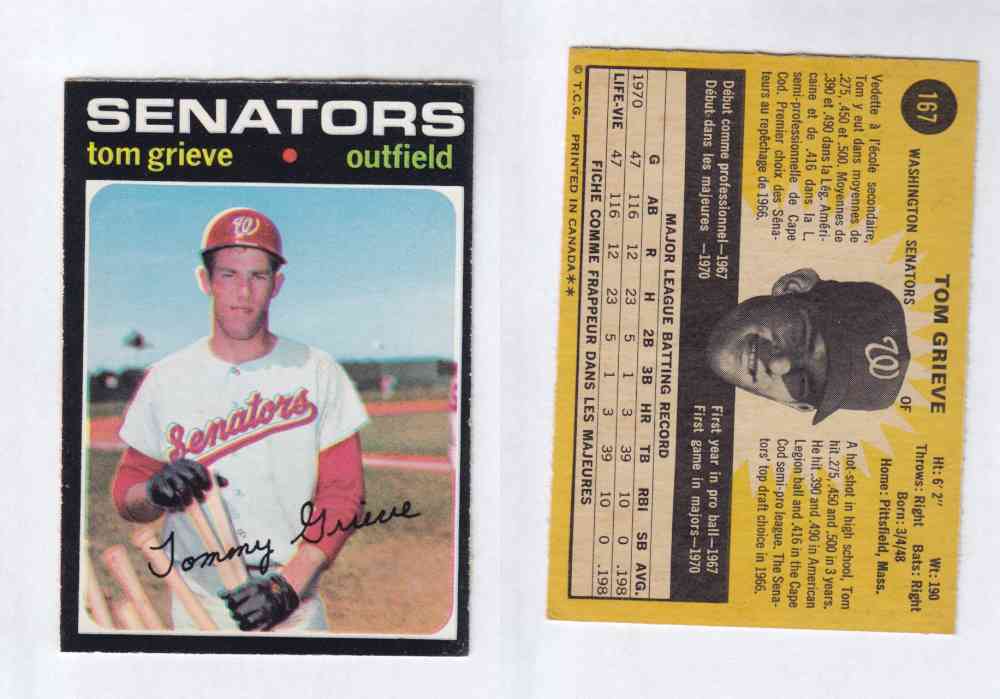 SENATORS
tom grieve • outfield
W
Senators
Tommy Grieve
167
TOM GRIEVE
OF
WASHINGTON SENATORS
Ht: 6' 2" Wt: 190
Throws: Right Bats: Right
Born: 3/4/48
Home: Pittsfield, Mass.
Vedette à l'école secondaire,
Tom y eut dans moyennes de
.275, .450 et .500. Moyennes de
.390 et .490 dans la Lég. Améri-
caine et de .416 dans la L.
semi-professionnelle de Cape
Cod. Premier choix des Séna-
teurs au repêchage de 1966.
W
A hot-shot in high school, Tom
hit .275, .450 and .500 in 3 years.
He hit .390 and .490 in American
Legion ball and .416 in the Cape
Cod semi-pro league. The Sena-
tors' top draft choice in 1966.
Début comme professionnel—1967
Début dans les majeures —1970
First year in pro ball—1967
First game in majors—1970
MAJOR LEAGUE BATTING RECORD
G AB R H 2B 3B HR TB RBI SB AVG.
1970 47 116 12 23 5 1 3 39 10 0 .198
LIFE-VIE 47 116 12 23 5 1 3 39 10 0 .198
FICHE COMME FRAPPEUR DANS LES MAJEURES
© T.C.G. PRINTED IN CANADA**